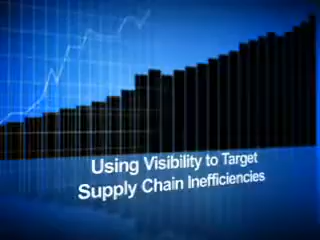 Using Visibility to Target
Supply Chain Inefficiencies